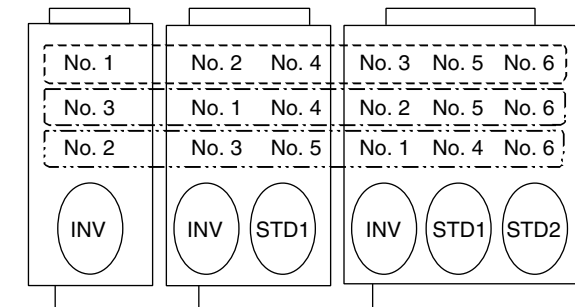 No. 1 No. 2 No. 4 No. 3 No. 5 No. 6
No. 3 No. 1 No. 4 No. 2 No. 5 No. 6
No. 2 No. 3 No. 5 No. 1 No. 4 No. 6
INV INV STD1 INV STD1 STD2